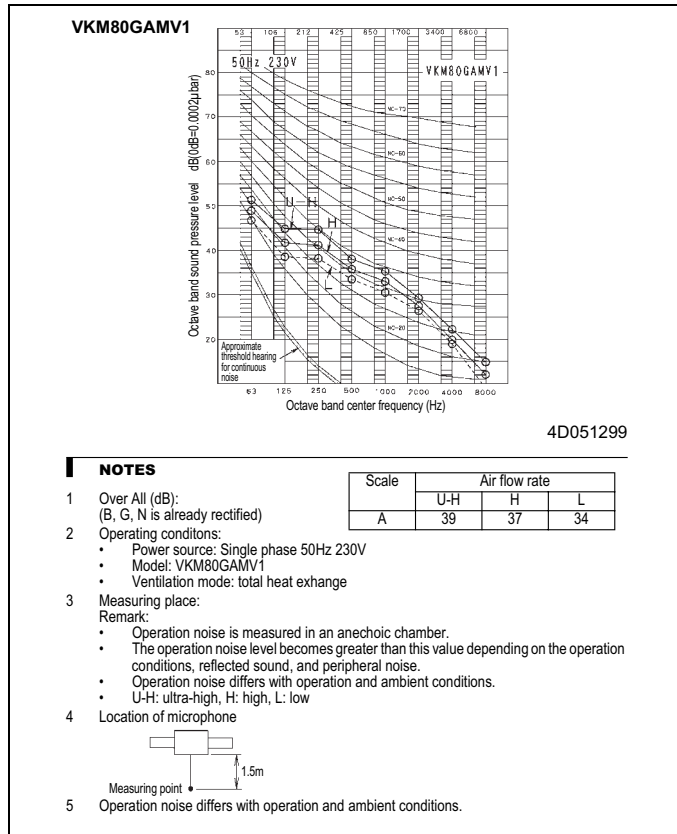 VKM80GAMV1
53 106 212 425 850 1700 3400 6800
50Hz 230V
VKM80GAMV1
80
70
60
50
40
30
20
Octave band sound pressure level dB(0dB=0.0002µbar)
NC-70
NC-60
NC-50
NC-40
NC-20
U-H
H
L
Approximate
threshold hearing
for continuous
noise
63 125 250 500 1000 2000 4000 8000
Octave band center frequency (Hz)
4D051299
NOTES
1 Over All (dB):
(B, G, N is already rectified)
Scale Air flow rate
U-H H L
A 39 37 34
2 Operating conditons:
• Power source: Single phase 50Hz 230V
• Model: VKM80GAMV1
• Ventilation mode: total heat exhange
3 Measuring place:
Remark:
• Operation noise is measured in an anechoic chamber.
• The operation noise level becomes greater than this value depending on the operation
conditions, reflected sound, and peripheral noise.
• Operation noise differs with operation and ambient conditions.
• U-H: ultra-high, H: high, L: low
4 Location of microphone
1.5m
Measuring point
5 Operation noise differs with operation and ambient conditions.